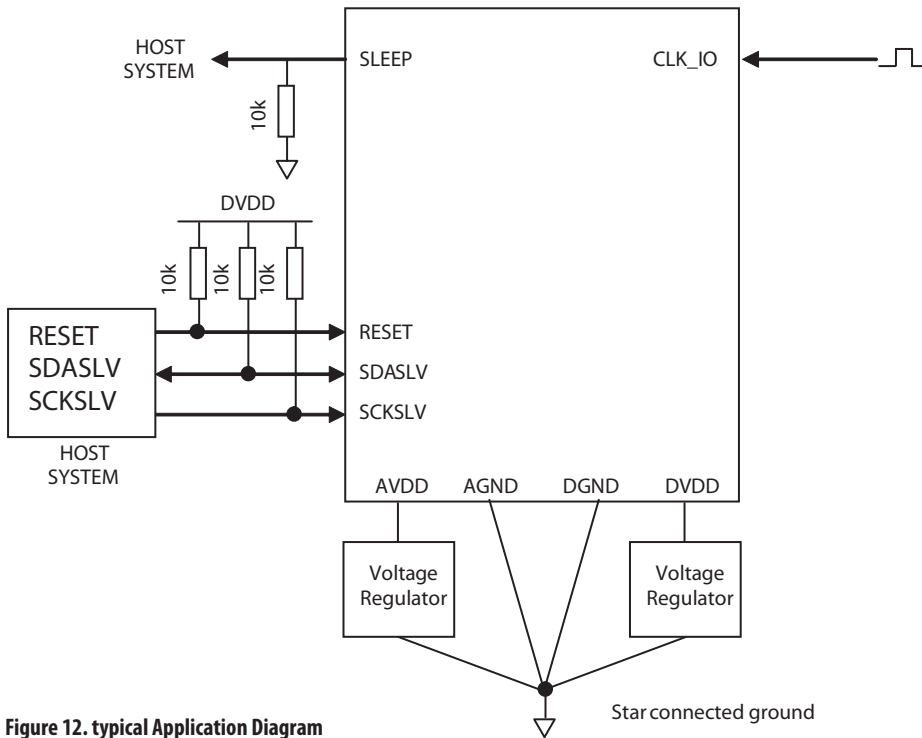 HOST
SYSTEM
SLEEP
CLK_IO
10k
DVDD
10k
10k
10k
RESET
SDASLV
SCKSLV
HOST
SYSTEM
RESET
SDASLV
SCKSLV
AVDD
AGND
DGND
DVDD
Voltage
Regulator
Voltage
Regulator
Star connected ground
Figure 12. typical Application Diagram